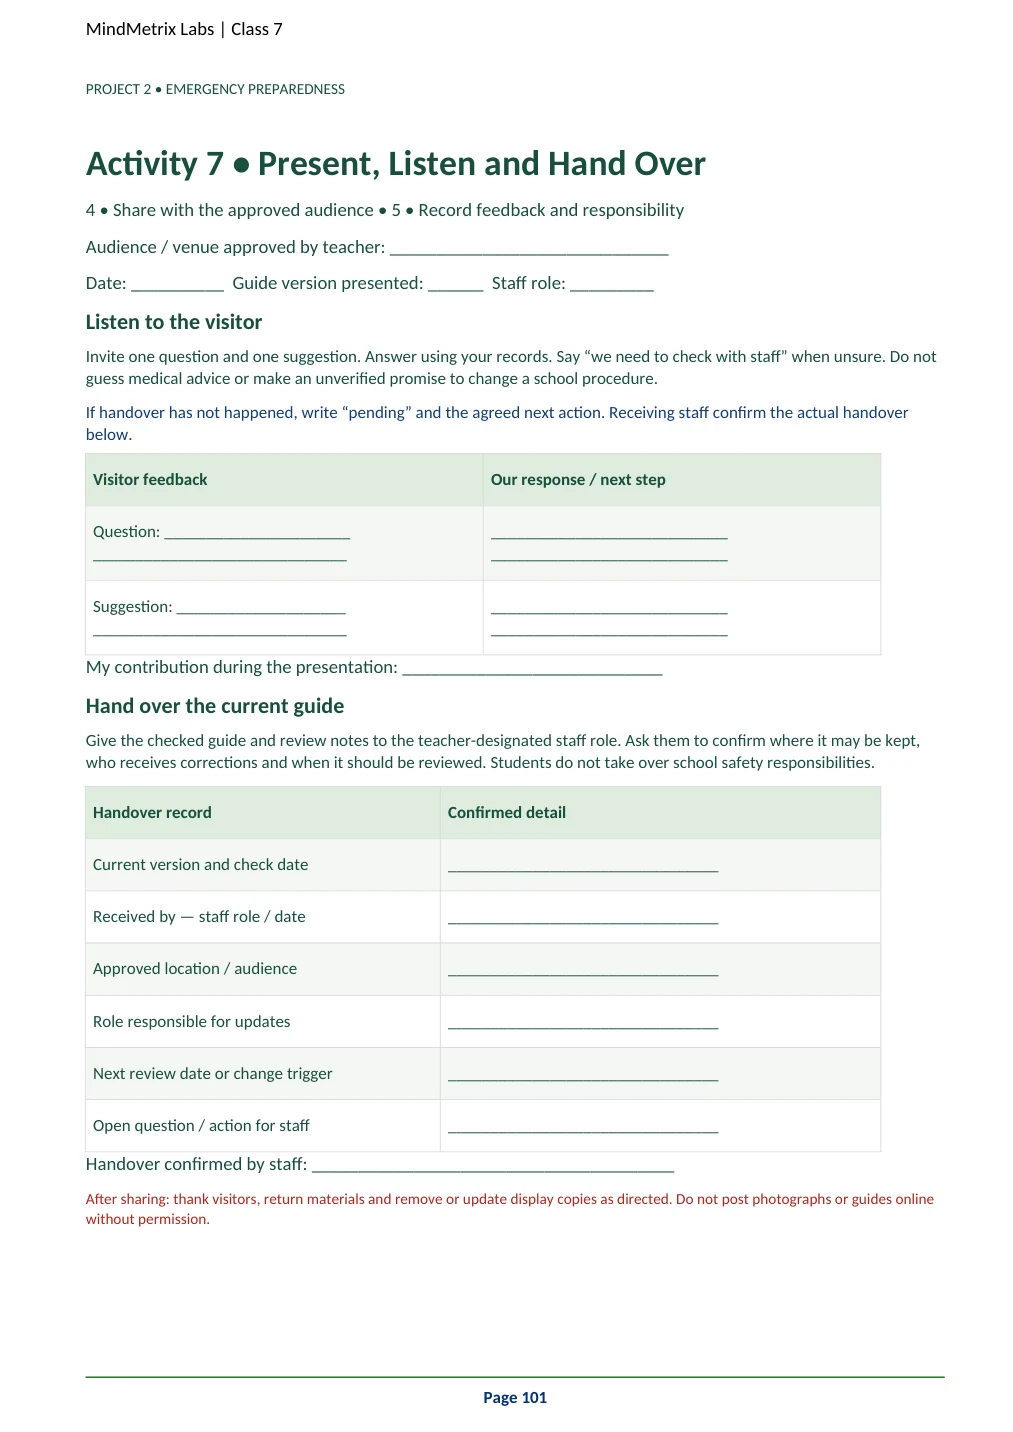 MindMetrix Labs | Class 7
PROJECT 2 • EMERGENCY PREPAREDNESS
Activity 7 • Present, Listen and Hand Over
4 • Share with the approved audience • 5 • Record feedback and responsibility
Audience / venue approved by teacher: ______________________________
Date: __________ Guide version presented: ______ Staff role: _________
Listen to the visitor
Invite one question and one suggestion. Answer using your records. Say “we need to check with staff” when unsure. Do not
guess medical advice or make an unverified promise to change a school procedure.
If handover has not happened, write “pending” and the agreed next action. Receiving staff confirm the actual handover
below.
Visitor feedback Our response / next step
Question: ______________________ ____________________________
______________________________ ____________________________
Suggestion: ____________________ ____________________________
______________________________ ____________________________
My contribution during the presentation: ____________________________
Hand over the current guide
Give the checked guide and review notes to the teacher-designated staff role. Ask them to confirm where it may be kept,
who receives corrections and when it should be reviewed. Students do not take over school safety responsibilities.
Handover record Confirmed detail
Current version and check date ________________________________
Received by — staff role / date ________________________________
Approved location / audience ________________________________
Role responsible for updates ________________________________
Next review date or change trigger ________________________________
Open question / action for staff ________________________________
Handover confirmed by staff: _______________________________________
After sharing: thank visitors, return materials and remove or update display copies as directed. Do not post photographs or guides online
without permission.
Page 101